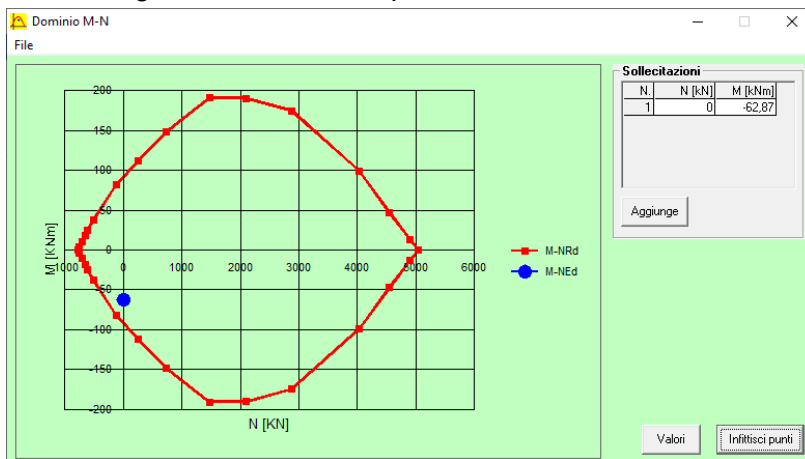 Dominio M-N
File
Sollecitazioni
N. N [kN] M [kNm]
1 0 -62,87
Aggiunge
200
150
100
50
0
-50
-100
-150
-200
M [KNm]
-1000 0 1000 2000 3000 4000 5000 6000
N [KN]
M-NRd
M-NEd
Valori
Infittisci punti